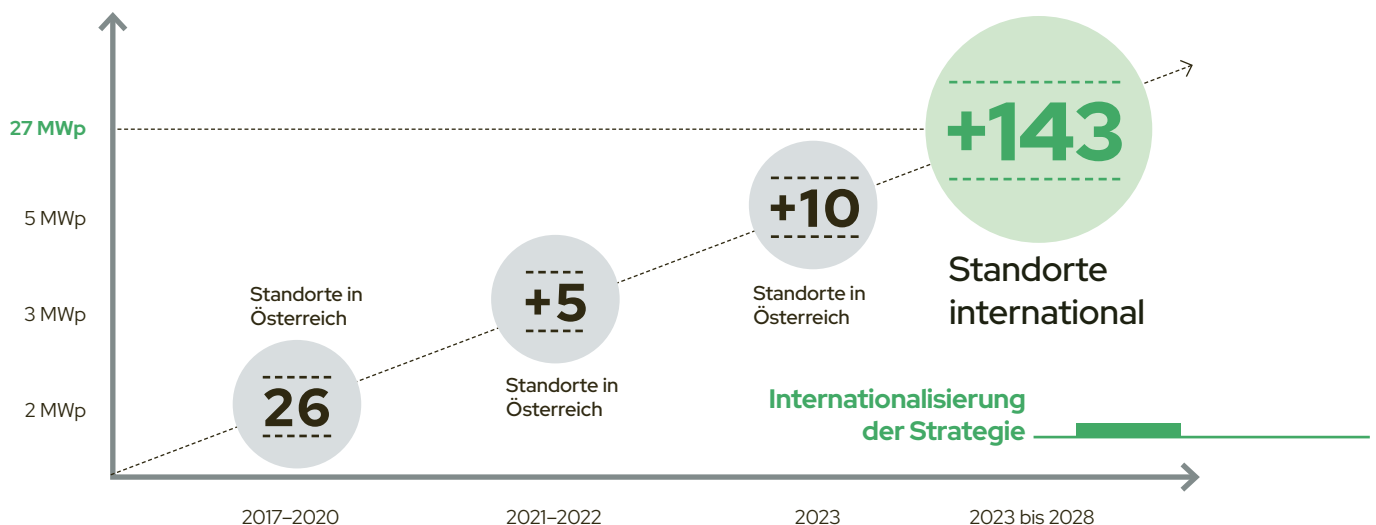 27 MWp
5 MWp
3 MWp
2 MWp
Standorte in
Österreich
26
+5
Standorte in
Österreich
+10
Standorte in
Österreich
+143
Standorte
international
Internationalisierung
der Strategie
2017–2020
2021–2022
2023
2023 bis 2028